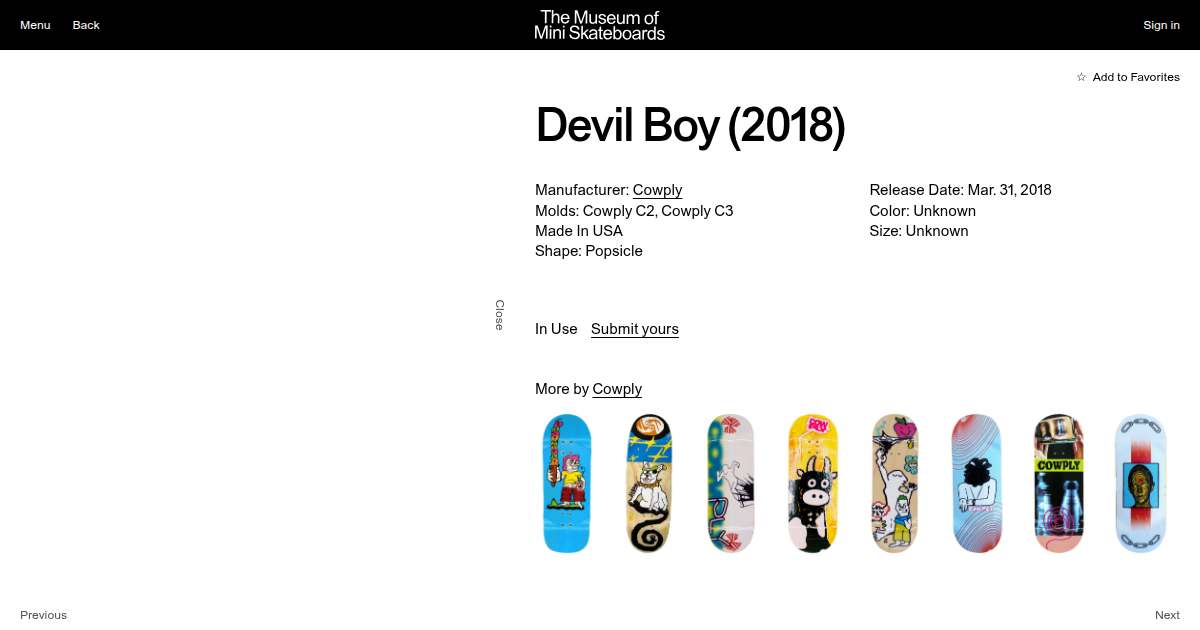 Menu
Back
The Museum of
Mini Skateboards
Sign in
☆ Add to Favorites
Devil Boy (2018)
Manufacturer: Cowply
Molds: Cowply C2, Cowply C3
Made In USA
Shape: Popsicle
Release Date: Mar. 31, 2018
Color: Unknown
Size: Unknown
Close
In Use
Submit yours
More by Cowply
COWPLY
Previous
Next